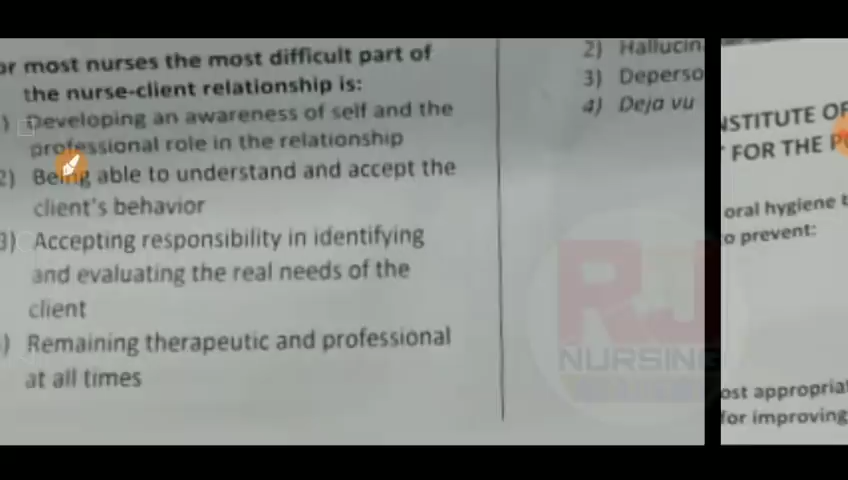 or most nurses the most difficult part of
the nurse-client relationship is:
) Developing an awareness of self and the
professional role in the relationship
2) Being able to understand and accept the
client's behavior
3) Accepting responsibility in identifying
and evaluating the real needs of the
client
) Remaining therapeutic and professional
at all times
2) Hallucin
3) Deperso
4) Deja vu
RJ
NURSING
NSTITUTE OF
FOR THE P
oral hygiene t
o prevent:
ost appropriat
for improving